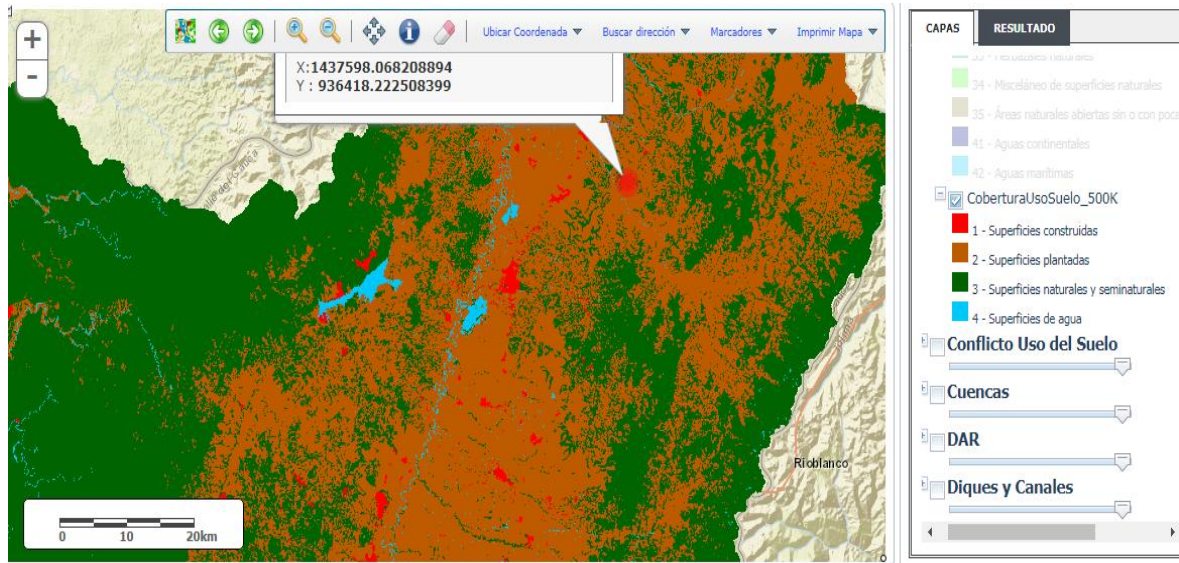 +
-
Ubicar Coordenada ▼ Buscar dirección ▼ Marcadores ▼ Imprimir Mapa ▼
X:1437598.068208894
Y : 936418.222508399
Rioblanco
0 10 20km
CAPAS RESULTADO
34 - Misceláneo de superficies naturales
35 - Áreas naturales abiertas sin o con poca
41 - Aguas continentales
42 - Aguas marítimas
CoberturaUsoSuelo_500K
1 - Superficies construidas
2 - Superficies plantadas
3 - Superficies naturales y seminaturales
4 - Superficies de agua
Conflicto Uso del Suelo
Cuencas
DAR
Diques y Canales